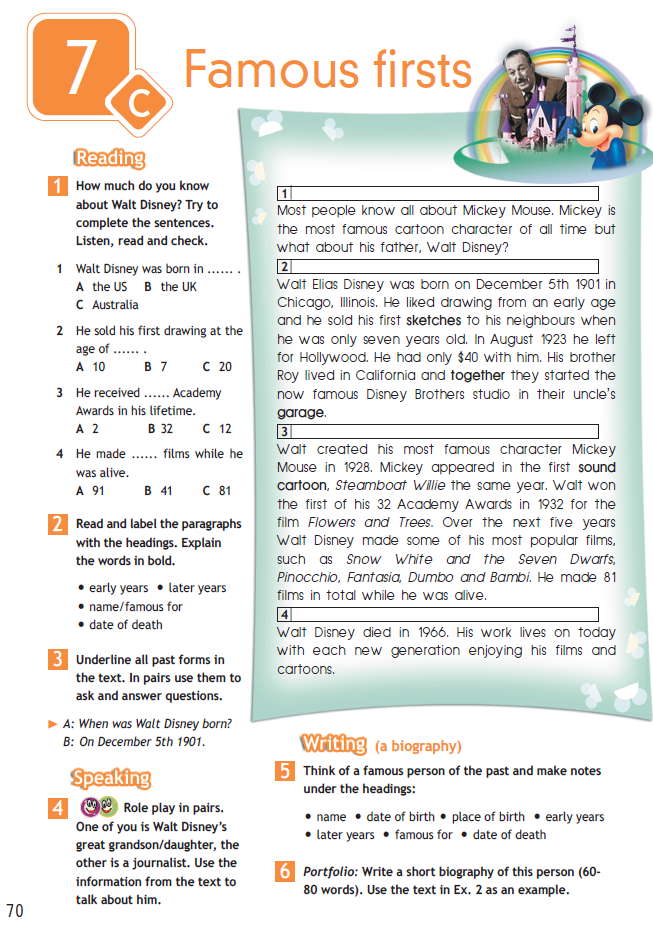 7
C
Famous firsts
Reading
1 How much do you know
about Walt Disney? Try to
complete the sentences.
Listen, read and check.
1 Walt Disney was born in ...... .
A the US B the UK
C Australia
2 He sold his first drawing at the
age of ...... .
A 10 B 7 C 20
3 He received ...... Academy
Awards in his lifetime.
A 2 B 32 C 12
4 He made ...... films while he
was alive.
A 91 B 41 C 81
2 Read and label the paragraphs
with the headings. Explain
the words in bold.
• early years • later years
• name/famous for
• date of death
3 Underline all past forms in
the text. In pairs use them to
ask and answer questions.
► A: When was Walt Disney born?
B: On December 5th 1901.
Speaking
4 Role play in pairs.
One of you is Walt Disney's
great grandson/daughter, the
other is a journalist. Use the
information from the text to
talk about him.
1
Most people know all about Mickey Mouse. Mickey is
the most famous cartoon character of all time but
what about his father, Walt Disney?
2
Walt Elias Disney was born on December 5th 1901 in
Chicago, Illinois. He liked drawing from an early age
and he sold his first sketches to his neighbours when
he was only seven years old. In August 1923 he left
for Hollywood. He had only $40 with him. His brother
Roy lived in California and together they started the
now famous Disney Brothers studio in their uncle's
garage.
3
Walt created his most famous character Mickey
Mouse in 1928. Mickey appeared in the first sound
cartoon, Steamboat Willie the same year. Walt won
the first of his 32 Academy Awards in 1932 for the
film Flowers and Trees. Over the next five years
Walt Disney made some of his most popular films,
such as Snow White and the Seven Dwarfs,
Pinocchio, Fantasia, Dumbo and Bambi. He made 81
films in total while he was alive.
4
Walt Disney died in 1966. His work lives on today
with each new generation enjoying his films and
cartoons.
Writing (a biography)
5 Think of a famous person of the past and make notes
under the headings:
• name • date of birth • place of birth • early years
• later years • famous for • date of death
6 Portfolio: Write a short biography of this person (60-
80 words). Use the text in Ex. 2 as an example.
70